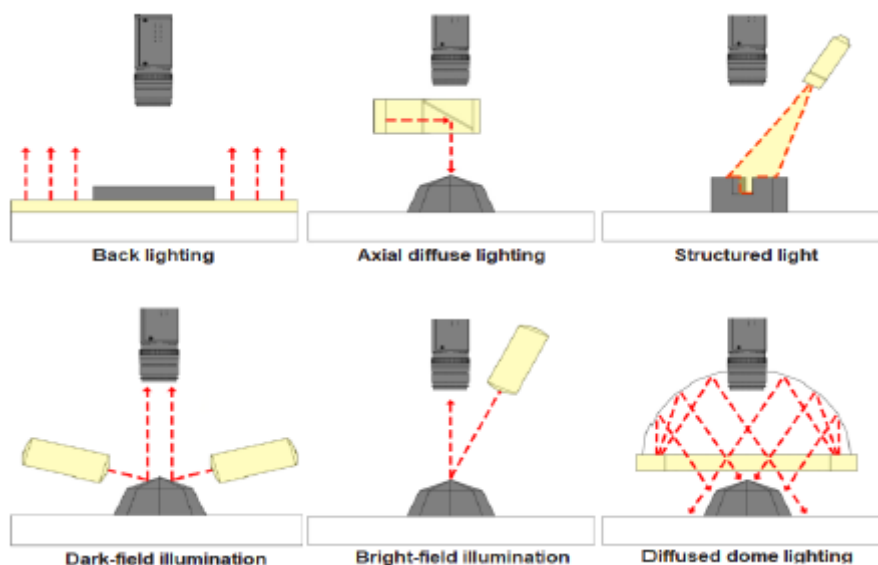 Back lighting
Axial diffuse lighting
Structured light
Dark-field illumination
Bright-field illumination
Diffused dome lighting